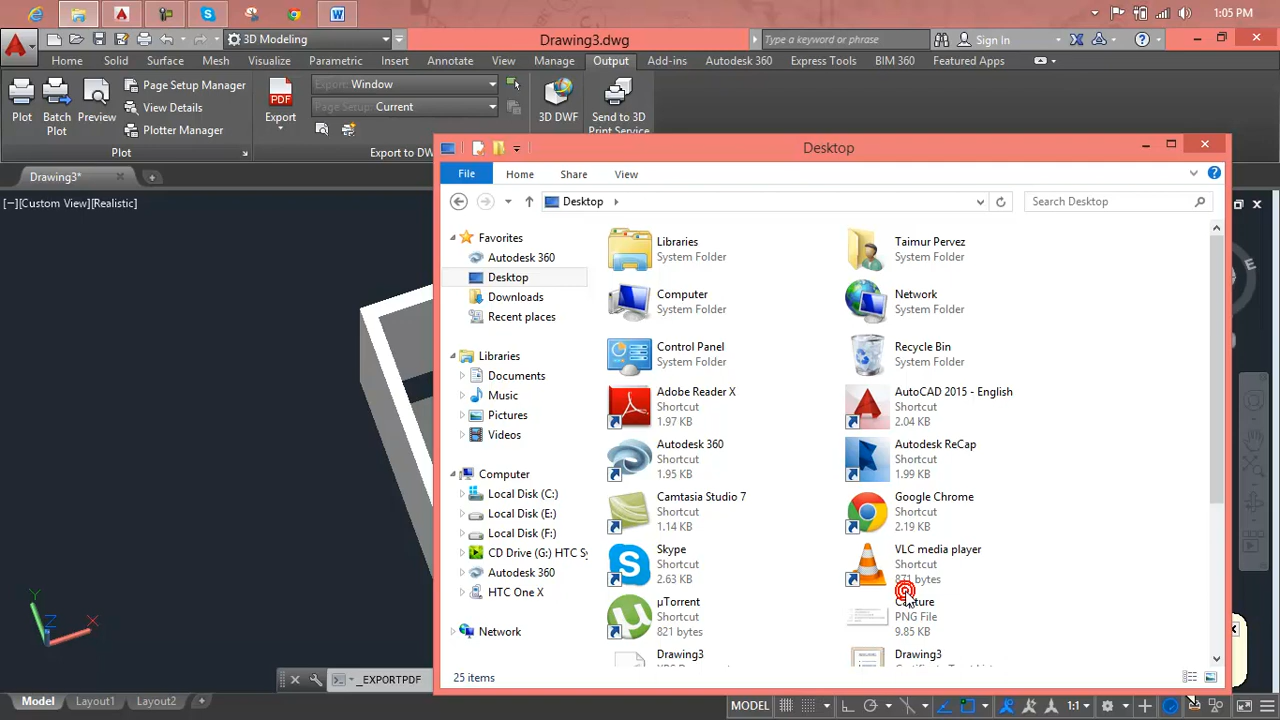 1:05 PM
3D Modeling
Drawing3.dwg
Type a keyword or phrase
Sign In
Home Solid Surface Mesh Visualize Parametric Insert Annotate View Manage Output Add-ins Autodesk 360 Express Tools BIM 360 Featured Apps
Plot
Batch Plot
Preview
Page Setup Manager
View Details
Plotter Manager
Plot
PDF
Export
Export: Window
Page Setup: Current
Export to DW
3D DWF
Send to 3D
Print Service
Drawing3*
[−][Custom View][Realistic]
Desktop
File Home Share View
Desktop
Search Desktop
Favorites
Autodesk 360
Desktop
Downloads
Recent places
Libraries
Documents
Music
Pictures
Videos
Computer
Local Disk (C:)
Local Disk (E:)
Local Disk (F:)
CD Drive (G:) HTC Sy
Autodesk 360
HTC One X
Network
Libraries
System Folder
Taimur Pervez
System Folder
Computer
System Folder
Network
System Folder
Control Panel
System Folder
Recycle Bin
System Folder
Adobe Reader X
Shortcut
1.97 KB
AutoCAD 2015 - English
Shortcut
2.04 KB
Autodesk 360
Shortcut
1.95 KB
Autodesk ReCap
Shortcut
1.99 KB
Camtasia Studio 7
Shortcut
1.14 KB
Google Chrome
Shortcut
2.19 KB
Skype
Shortcut
2.63 KB
VLC media player
Shortcut
871 bytes
µTorrent
Shortcut
821 bytes
Capture
PNG File
9.85 KB
Drawing3
Drawing3
25 items
E
Y
Z
X
_EXPORTPDF
Model Layout1 Layout2
MODEL
1:1